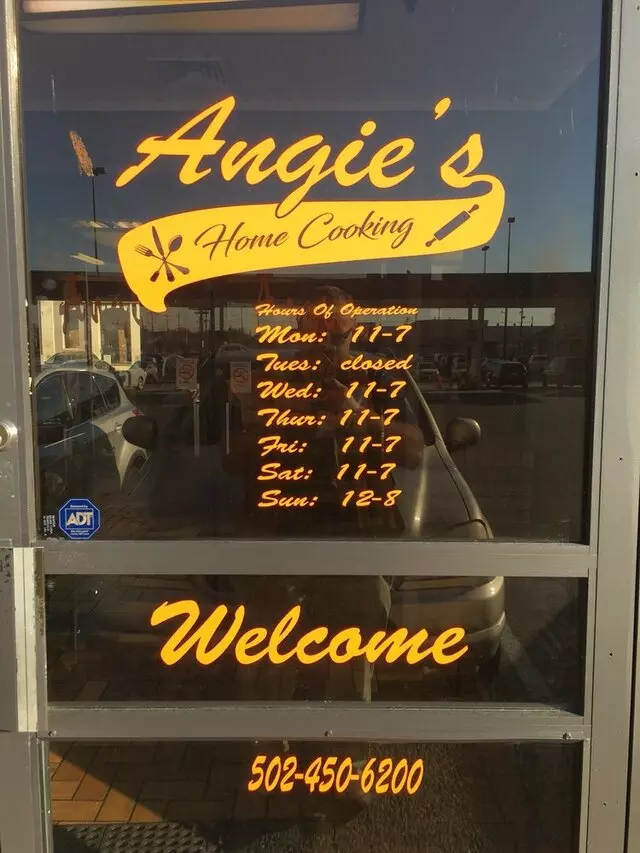 Angie's
Home Cooking
Hours Of Operation
Mon: 11-7
Tues: closed
Wed: 11-7
Thur: 11-7
Fri: 11-7
Sat: 11-7
Sun: 12-8
ADT
Welcome
502-450-6200